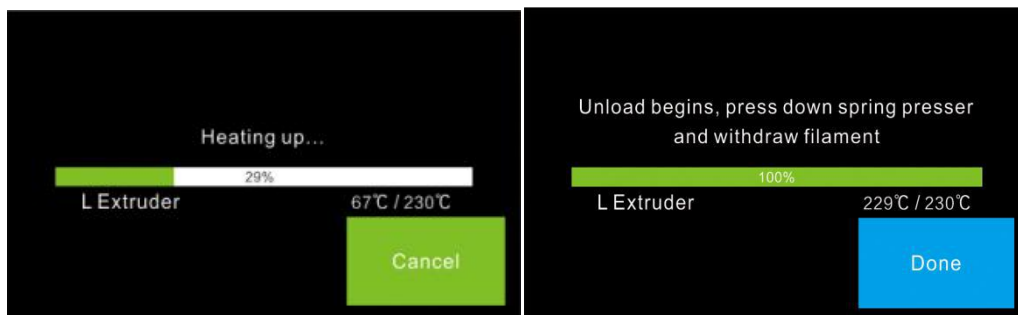 Heating up...
29%
L Extruder
67℃ / 230℃
Cancel
Unload begins, press down spring presser
and withdraw filament
100%
L Extruder
229℃ / 230℃
Done